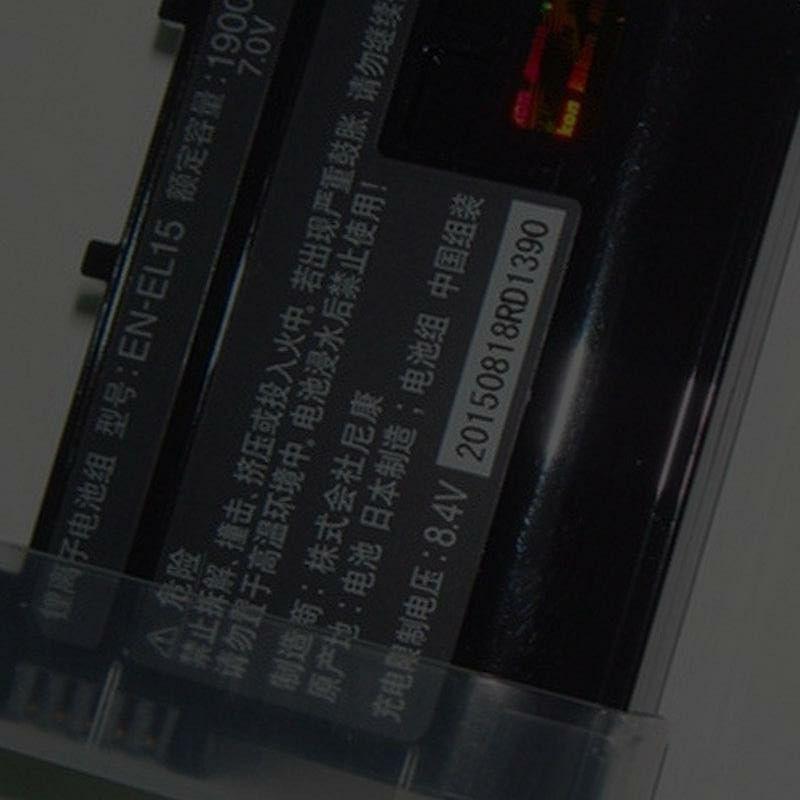 锂离子电池组 型号:EN-EL15 额定容量:1900
7.0V
危险
禁止拆解、撞击、挤压或投入火中。若出现严重鼓胀,请勿继续
请勿置于高温环境中。电池浸水后禁止使用!
制造商:株式会社尼康
原产地:电池 日本制造;电池组 中国组装
充电限制电压:8.4V
20150818RD1390
kon